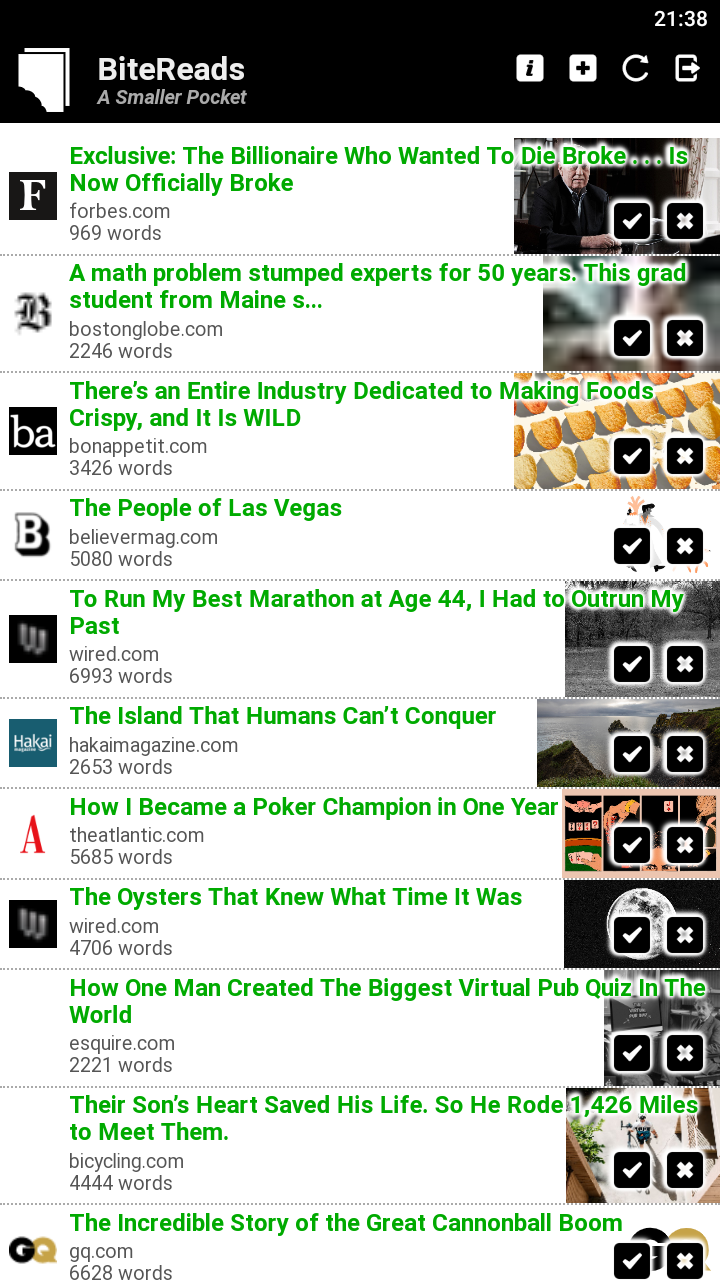 21:38
BiteReads
A Smaller Pocket
Exclusive: The Billionaire Who Wanted To Die Broke . . . Is
Now Officially Broke
F
forbes.com
969 words
A math problem stumped experts for 50 years. This grad
student from Maine s...
B
bostonglobe.com
2246 words
There’s an Entire Industry Dedicated to Making Foods
Crispy, and It Is WILD
ba
bonappetit.com
3426 words
The People of Las Vegas
B
believermag.com
5080 words
To Run My Best Marathon at Age 44, I Had to Outrun My
Past
W
wired.com
6993 words
The Island That Humans Can’t Conquer
Hakai
magazine
hakaimagazine.com
2653 words
How I Became a Poker Champion in One Year
A
theatlantic.com
5685 words
The Oysters That Knew What Time It Was
W
wired.com
4706 words
How One Man Created The Biggest Virtual Pub Quiz In The
World
esquire.com
2221 words
Their Son’s Heart Saved His Life. So He Rode 1,426 Miles
to Meet Them.
bicycling.com
4444 words
The Incredible Story of the Great Cannonball Boom
GQ
gq.com
6628 words